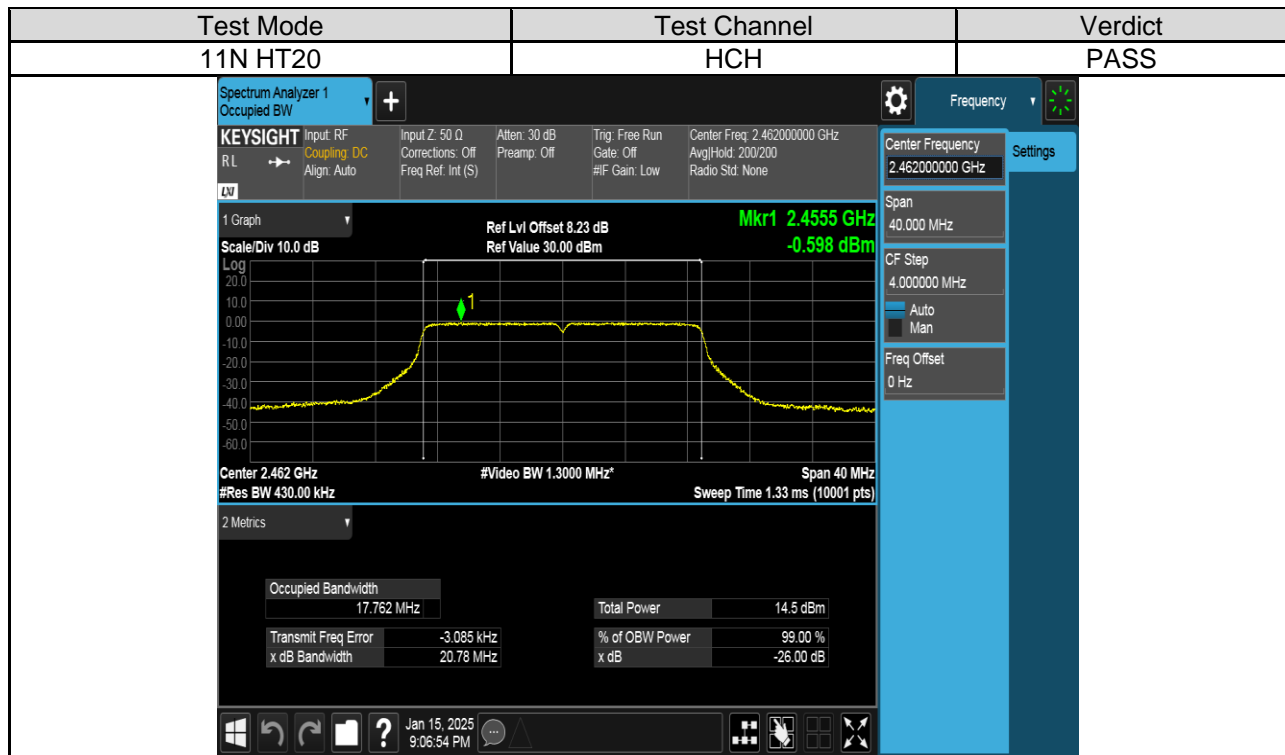 Test Mode Test Channel Verdict
11N HT20 HCH PASS
Spectrum Analyzer 1
Occupied BW
+
Frequency
KEYSIGHT Input: RF Input Z: 50 Ω Atten: 30 dB Trig: Free Run Center Freq: 2.462000000 GHz
RL Coupling: DC Corrections: Off Preamp: Off Gate: Off Avg|Hold: 200/200
Align: Auto Freq Ref: Int (S) #IF Gain: Low Radio Std: None
LXI
Center Frequency
2.462000000 GHz
Settings
Span
40.000 MHz
CF Step
4.000000 MHz
Auto
Man
Freq Offset
0 Hz
1 Graph Ref Lvl Offset 8.23 dB Mkr1 2.4555 GHz
Scale/Div 10.0 dB Ref Value 30.00 dBm -0.598 dBm
Log
20.0
10.0
1
0.00
-10.0
-20.0
-30.0
-40.0
-50.0
-60.0
Center 2.462 GHz #Video BW 1.3000 MHz* Span 40 MHz
#Res BW 430.00 kHz Sweep Time 1.33 ms (10001 pts)
2 Metrics
Occupied Bandwidth
17.762 MHz Total Power 14.5 dBm
Transmit Freq Error -3.085 kHz % of OBW Power 99.00 %
x dB Bandwidth 20.78 MHz x dB -26.00 dB
? Jan 15, 2025
9:06:54 PM